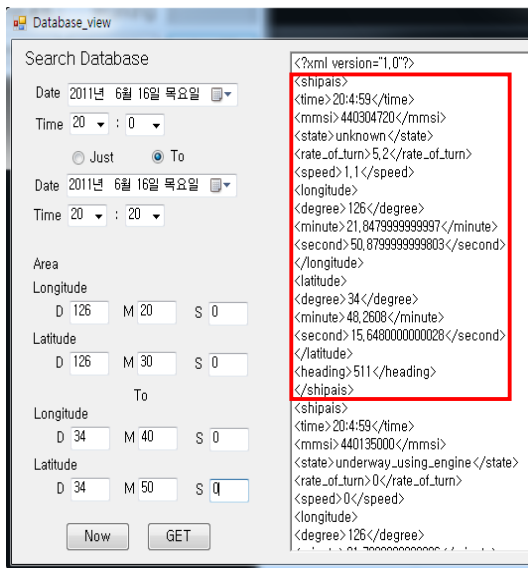 Database_view
Search Database
Date 2011년 6월 16일 목요일
Time 20 : 0
Just To
Date 2011년 6월 16일 목요일
Time 20 : 20
Area
Longitude
D 126 M 20 S 0
Latitude
D 126 M 30 S 0
To
Longitude
D 34 M 40 S 0
Latitude
D 34 M 50 S 0
Now GET
<?xml version="1.0"?>
<shipais>
<time>20:4:59</time>
<mmsi>440304720</mmsi>
<state>unknown</state>
<rate_of_turn>5.2</rate_of_turn>
<speed>1.1</speed>
<longitude>
<degree>126</degree>
<minute>21.8479999999997</minute>
<second>50.8799999999803</second>
</longitude>
<latitude>
<degree>34</degree>
<minute>48.2608</minute>
<second>15.6480000000028</second>
</latitude>
<heading>511</heading>
</shipais>
<shipais>
<time>20:4:59</time>
<mmsi>440135000</mmsi>
<state>underway_using_engine</state>
<rate_of_turn>0</rate_of_turn>
<speed>0</speed>
<longitude>
<degree>126</degree>